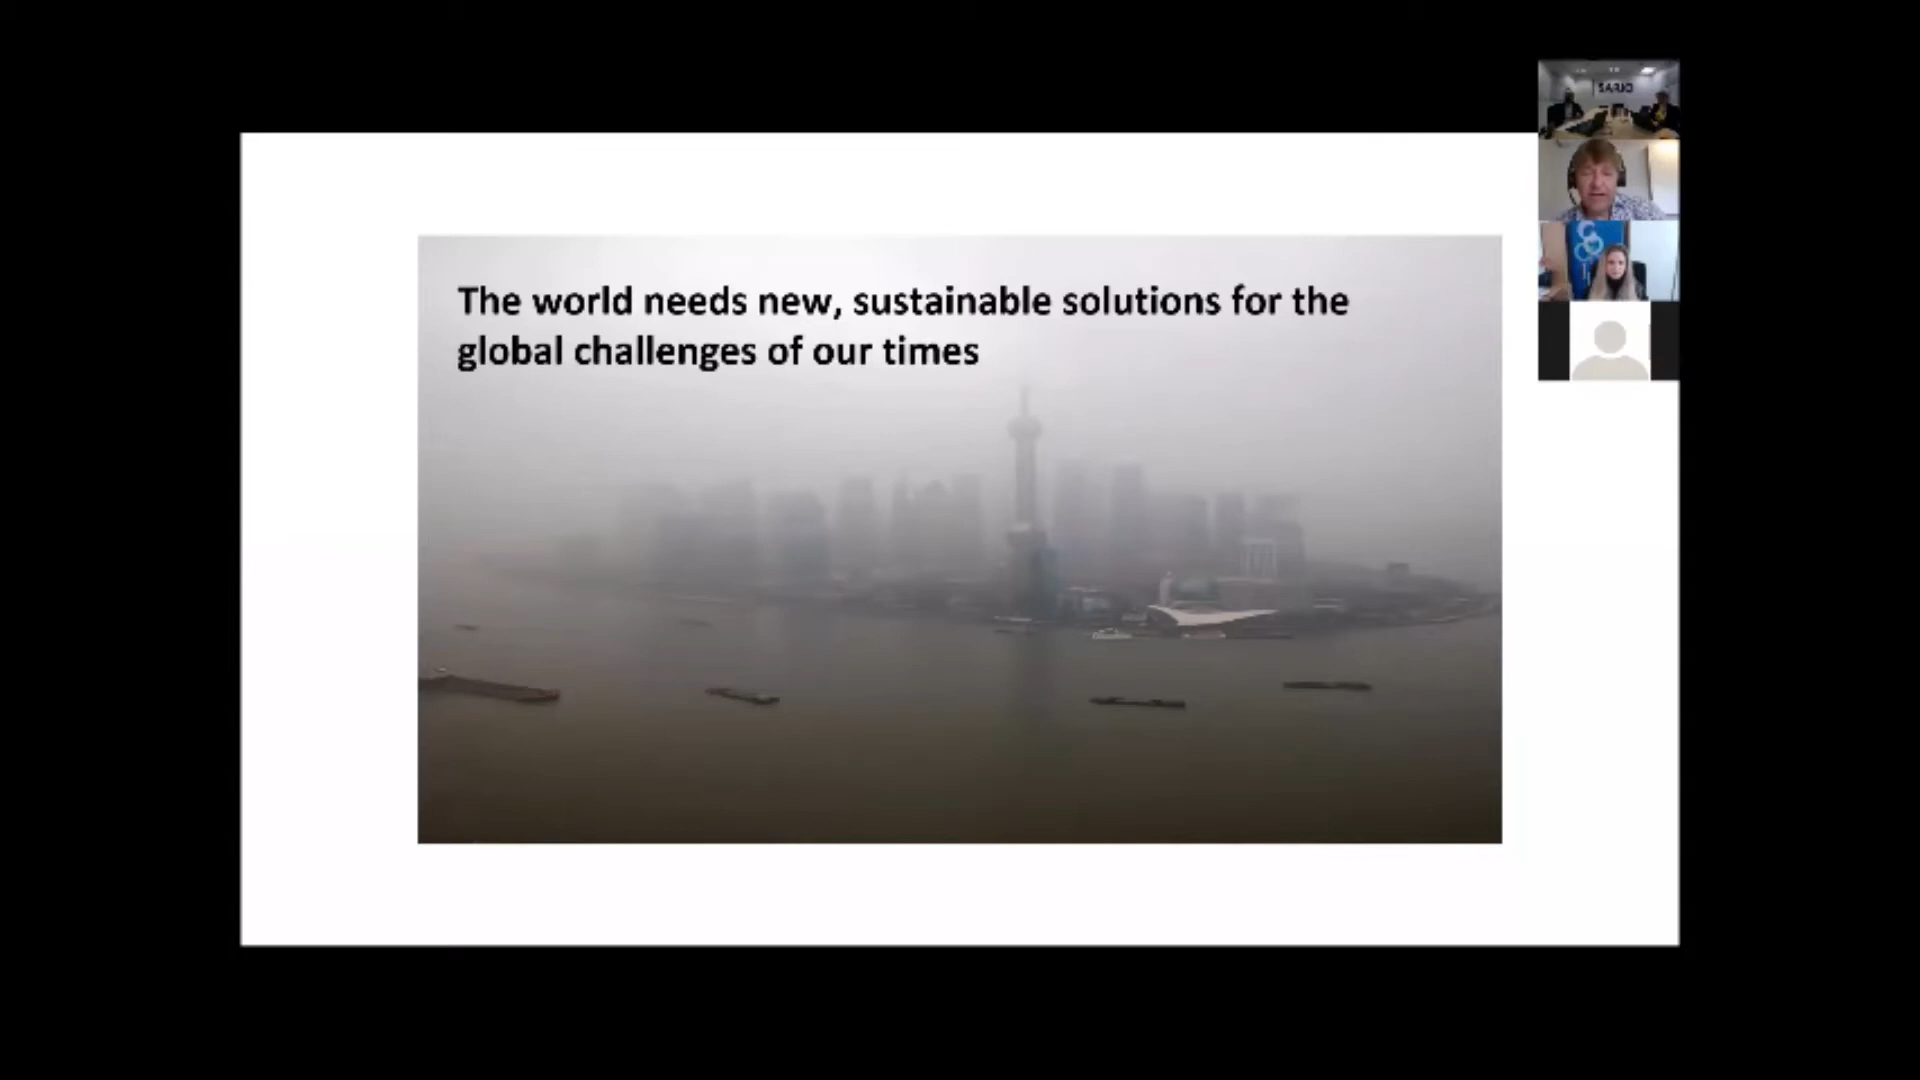 The world needs new, sustainable solutions for the
global challenges of our times
SARIO